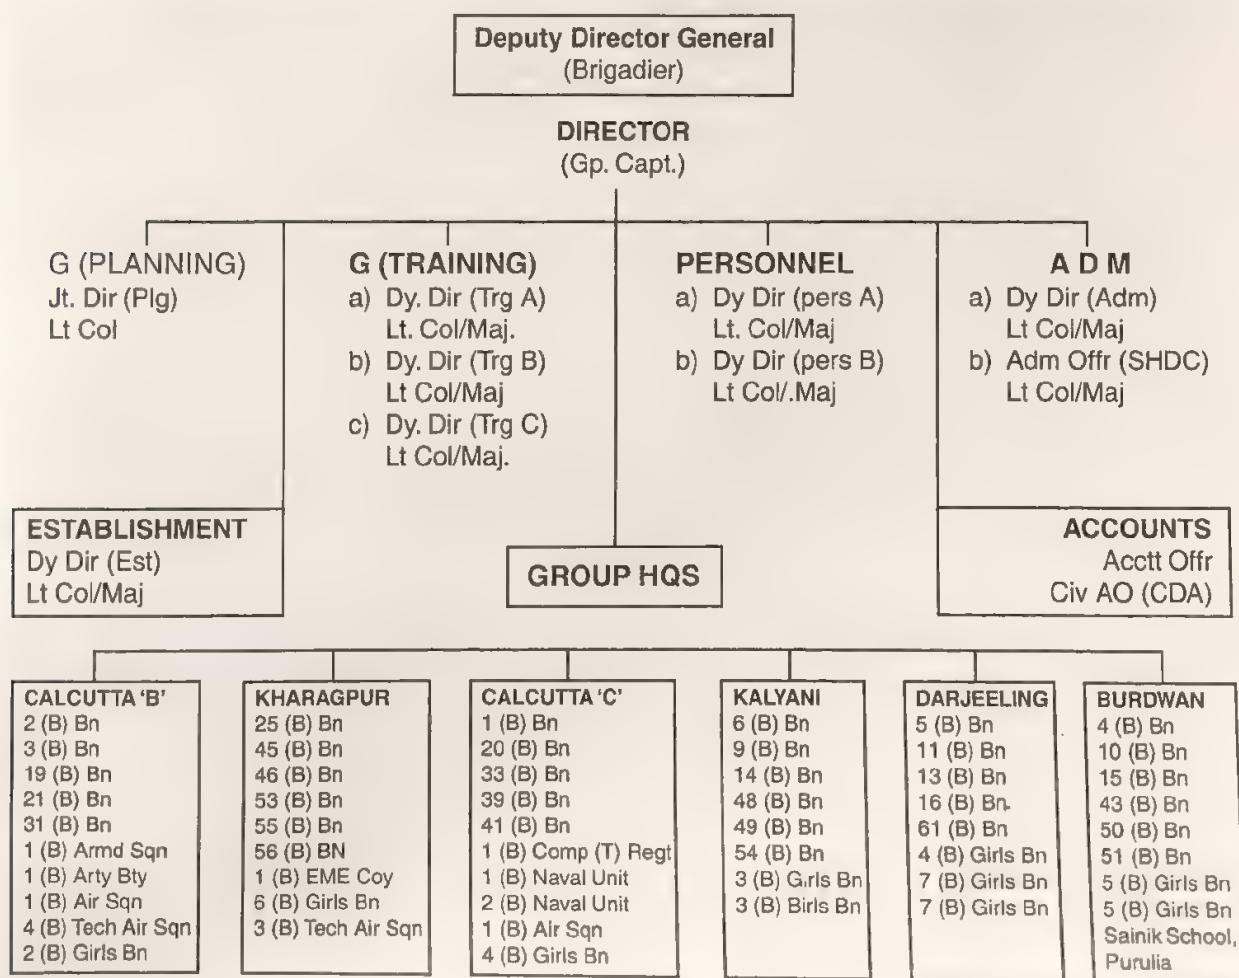 Deputy Director General
(Brigadier)
DIRECTOR
(Gp. Capt.)
G (PLANNING)
Jt. Dir (Plg)
Lt Col
G (TRAINING)
a) Dy. Dir (Trg A)
Lt. Col/Maj.
b) Dy. Dir (Trg B)
Lt Col/Maj
c) Dy. Dir (Trg C)
Lt Col/Maj.
PERSONNEL
a) Dy Dir (pers A)
Lt. Col/Maj
b) Dy Dir (pers B)
Lt Col/.Maj
A D M
a) Dy Dir (Adm)
Lt Col/Maj
b) Adm Offr (SHDC)
Lt Col/Maj
ESTABLISHMENT
Dy Dir (Est)
Lt Col/Maj
GROUP HQS
ACCOUNTS
Acctt Offr
Civ AO (CDA)
CALCUTTA 'B'
2 (B) Bn
3 (B) Bn
19 (B) Bn
21 (B) Bn
31 (B) Bn
1 (B) Armd Sqn
1 (B) Arty Bty
1 (B) Air Sqn
4 (B) Tech Air Sqn
2 (B) Girls Bn
KHARAGPUR
25 (B) Bn
45 (B) Bn
46 (B) Bn
53 (B) Bn
55 (B) Bn
56 (B) BN
1 (B) EME Coy
6 (B) Girls Bn
3 (B) Tech Air Sqn
CALCUTTA 'C'
1 (B) Bn
20 (B) Bn
33 (B) Bn
39 (B) Bn
41 (B) Bn
1 (B) Comp (T) Regt
1 (B) Naval Unit
2 (B) Naval Unit
1 (B) Air Sqn
4 (B) Girls Bn
KALYANI
6 (B) Bn
9 (B) Bn
14 (B) Bn
48 (B) Bn
49 (B) Bn
54 (B) Bn
3 (B) Girls Bn
3 (B) Birls Bn
DARJEELING
5 (B) Bn
11 (B) Bn
13 (B) Bn
16 (B) Bn.
61 (B) Bn
4 (B) Girls Bn
7 (B) Girls Bn
7 (B) Girls Bn
BURDWAN
4 (B) Bn
10 (B) Bn
15 (B) Bn
43 (B) Bn
50 (B) Bn
51 (B) Bn
5 (B) Girls Bn
5 (B) Girls Bn
Sainik School,
Purulia